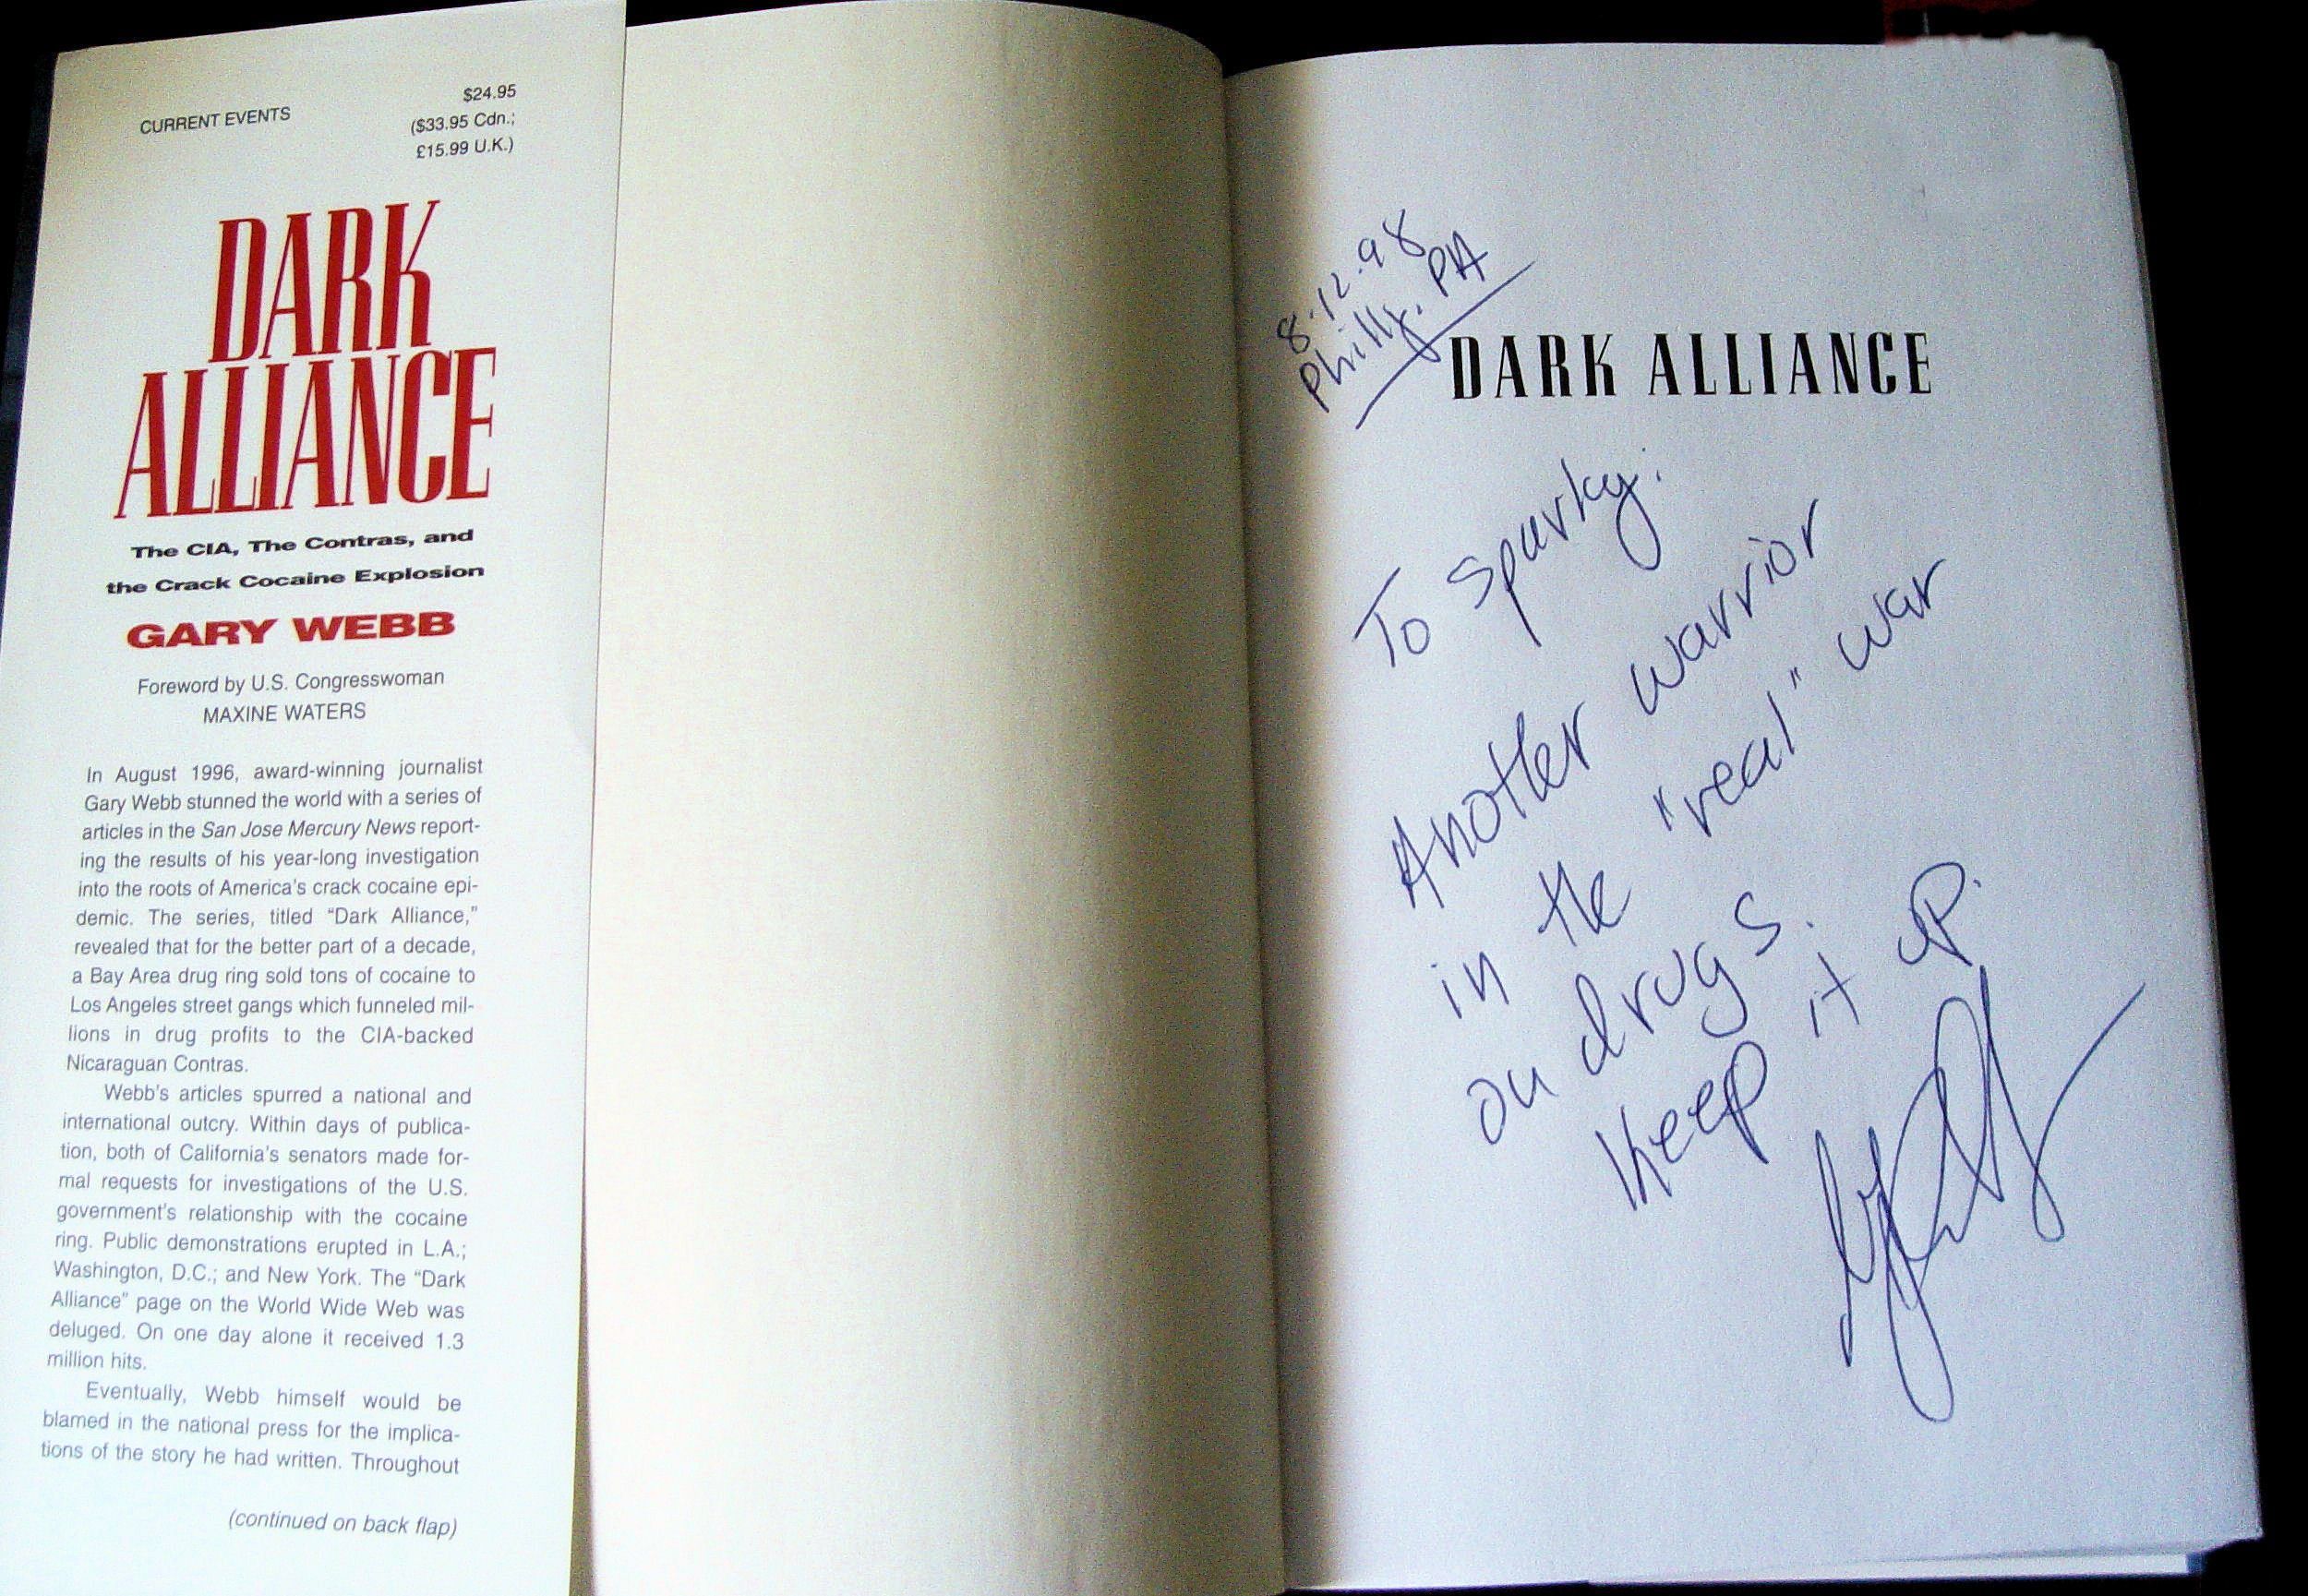 CURRENT EVENTS
$24.95
($33.95 Cdn.;
£15.99 U.K.)
DARK
ALLIANCE
The CIA, The Contras, and
the Crack Cocaine Explosion
GARY WEBB
Foreword by U.S. Congresswoman
MAXINE WATERS
In August 1996, award-winning journalist
Gary Webb stunned the world with a series of
articles in the San Jose Mercury News report-
ing the results of his year-long investigation
into the roots of America's crack cocaine epi-
demic. The series, titled "Dark Alliance,"
revealed that for the better part of a decade,
a Bay Area drug ring sold tons of cocaine to
Los Angeles street gangs which funneled mil-
lions in drug profits to the CIA-backed
Nicaraguan Contras.
Webb's articles spurred a national and
international outcry. Within days of publica-
tion, both of California's senators made for-
mal requests for investigations of the U.S.
government's relationship with the cocaine
ring. Public demonstrations erupted in L.A.;
Washington, D.C.; and New York. The "Dark
Alliance" page on the World Wide Web was
deluged. On one day alone it received 1.3
million hits.
Eventually, Webb himself would be
blamed in the national press for the implica-
tions of the story he had written. Throughout
(continued on back flap)
8.12.98
Philly, PA
DARK ALLIANCE
To Sparky:
Another warrior
in the "real" war
on drugs.
Keep it up.